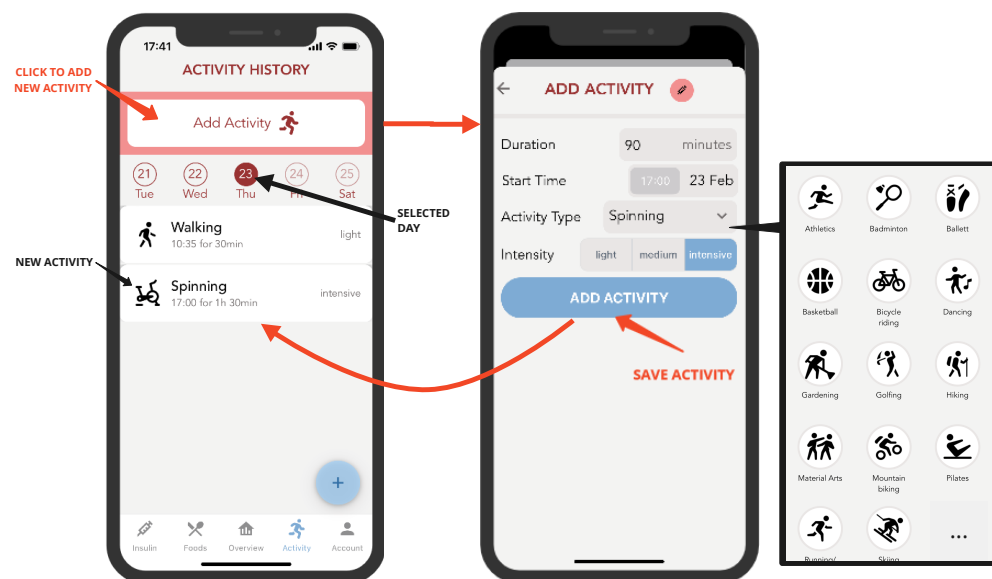 17:41
ACTIVITY HISTORY
CLICK TO ADD
NEW ACTIVITY
Add Activity
21
22
23
24
25
Tue
Wed
Thu
Fri
Sat
SELECTED
DAY
Walking
10:35 for 30min
light
NEW ACTIVITY
Spinning
17:00 for 1h 30min
intensive
+
Insulin
Foods
Overview
Activity
Account
ADD ACTIVITY
Duration
90
minutes
Start Time
17:00
23 Feb
Activity Type
Spinning
Intensity
light
medium
intensive
ADD ACTIVITY
SAVE ACTIVITY
Athletics
Badminton
Ballett
Basketball
Bicycle
riding
Dancing
Gardening
Golfing
Hiking
Material Arts
Mountain
biking
Pilates
Running/
Skiing
...